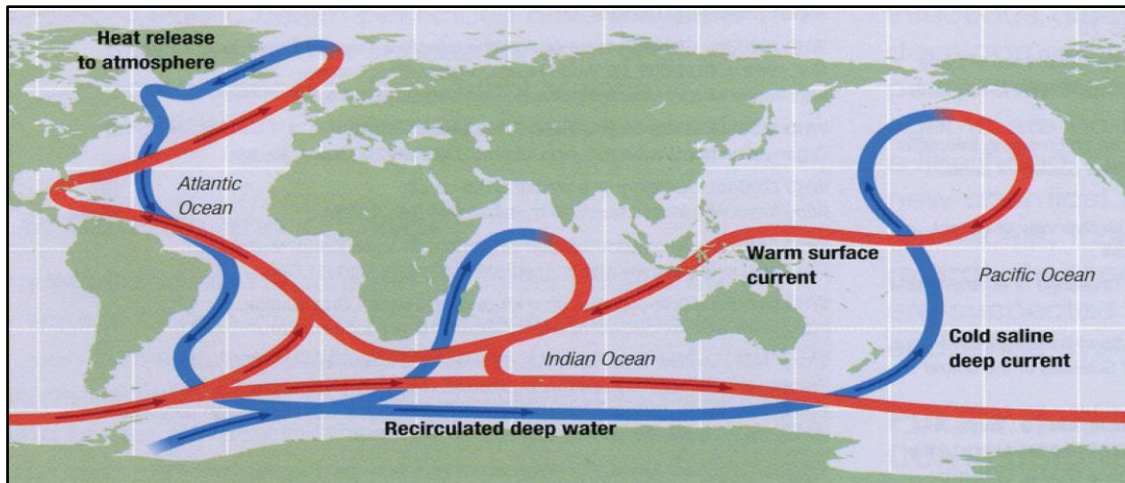 Heat release
to atmosphere
Atlantic
Ocean
Warm surface
current
Pacific Ocean
Indian Ocean
Cold saline
deep current
Recirculated deep water